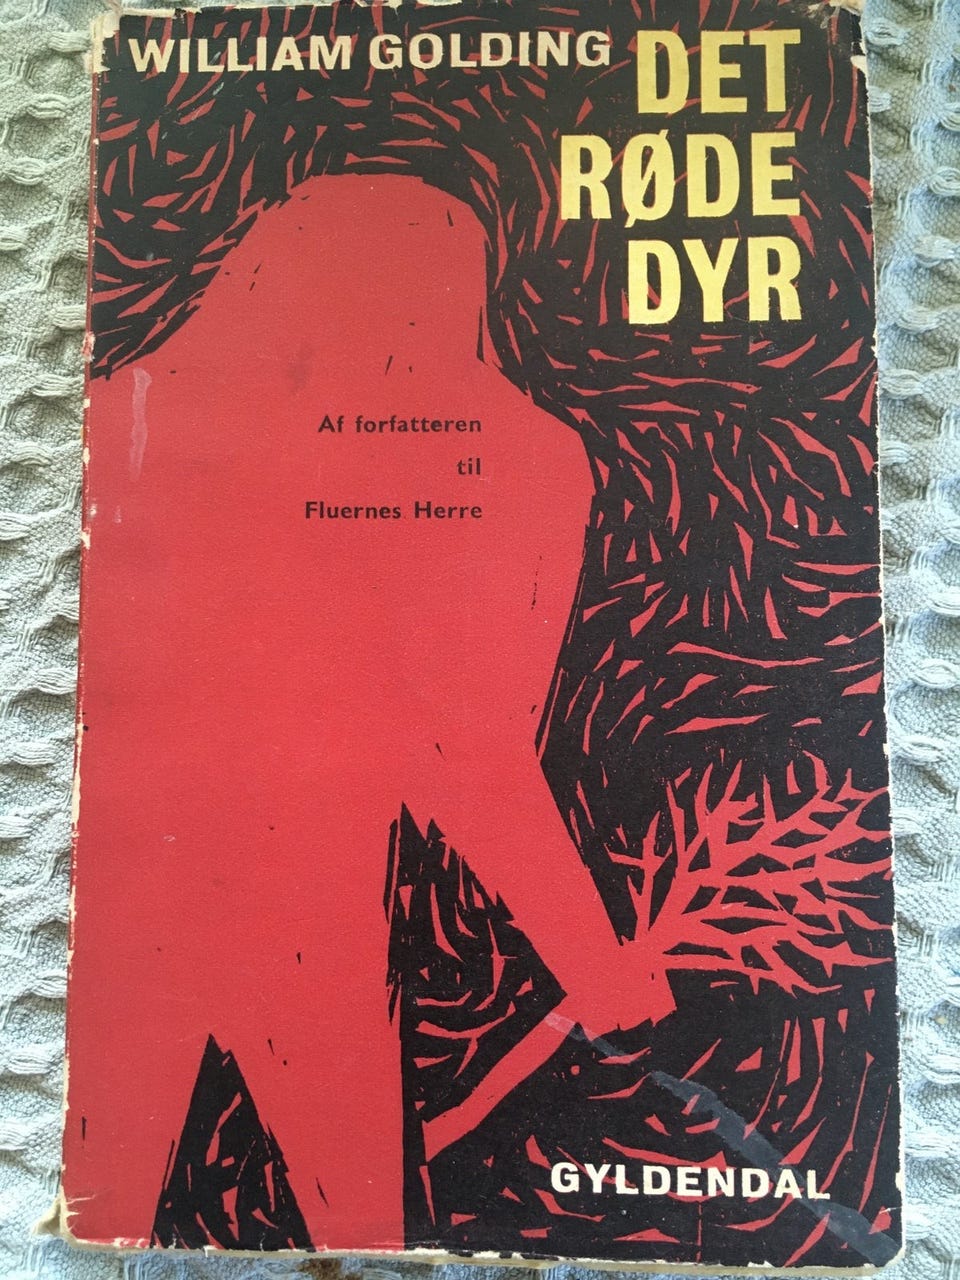 WILLIAM GOLDING
DET
RØDE
DYR
Af forfatteren
til
Fluernes Herre
GYLDENDAL